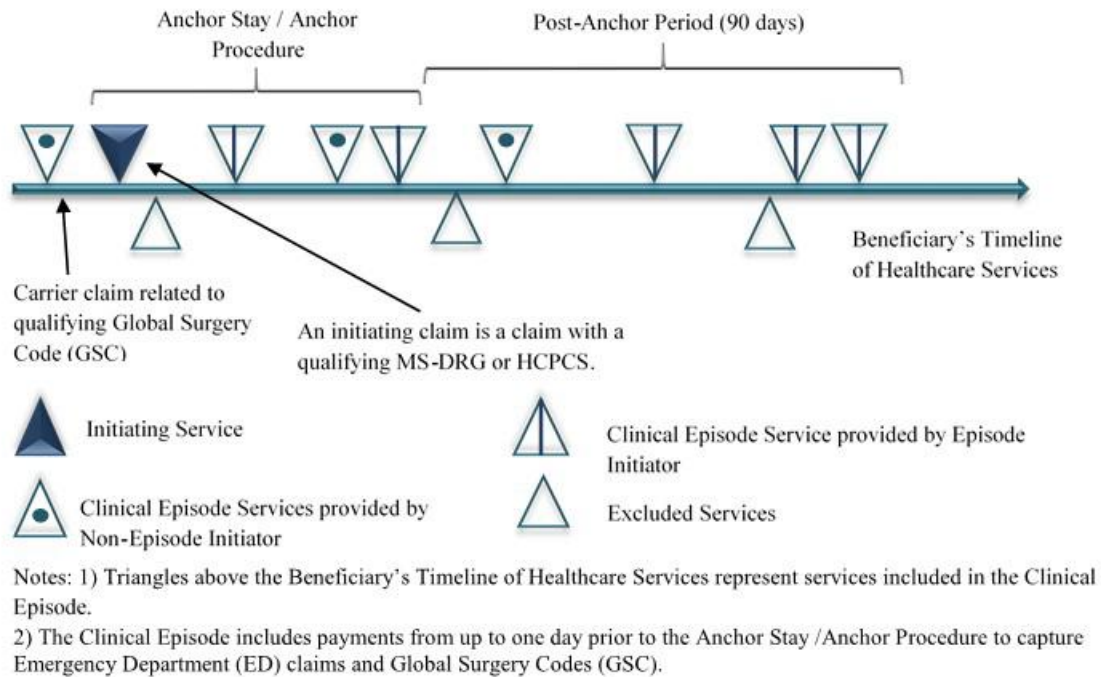 Anchor Stay / Anchor
Procedure
Post-Anchor Period (90 days)
Beneficiary's Timeline
of Healthcare Services
Carrier claim related to
qualifying Global Surgery
Code (GSC)
An initiating claim is a claim with a
qualifying MS-DRG or HCPCS.
Initiating Service
Clinical Episode Service provided by Episode
Initiator
Clinical Episode Services provided by
Non-Episode Initiator
Excluded Services
Notes: 1) Triangles above the Beneficiary's Timeline of Healthcare Services represent services included in the Clinical
Episode.
2) The Clinical Episode includes payments from up to one day prior to the Anchor Stay /Anchor Procedure to capture
Emergency Department (ED) claims and Global Surgery Codes (GSC).